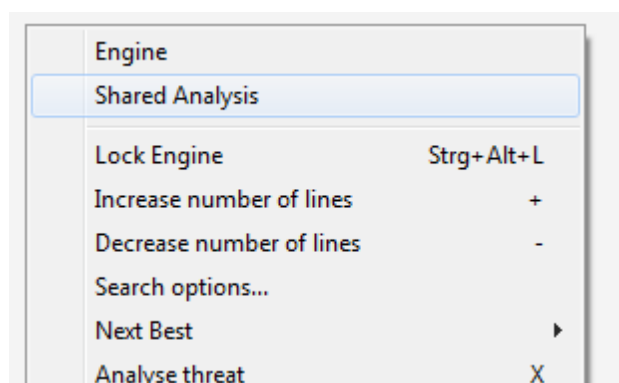 Engine
Shared Analysis
Lock Engine Strg+Alt+L
Increase number of lines +
Decrease number of lines -
Search options...
Next Best
Analyse threat X